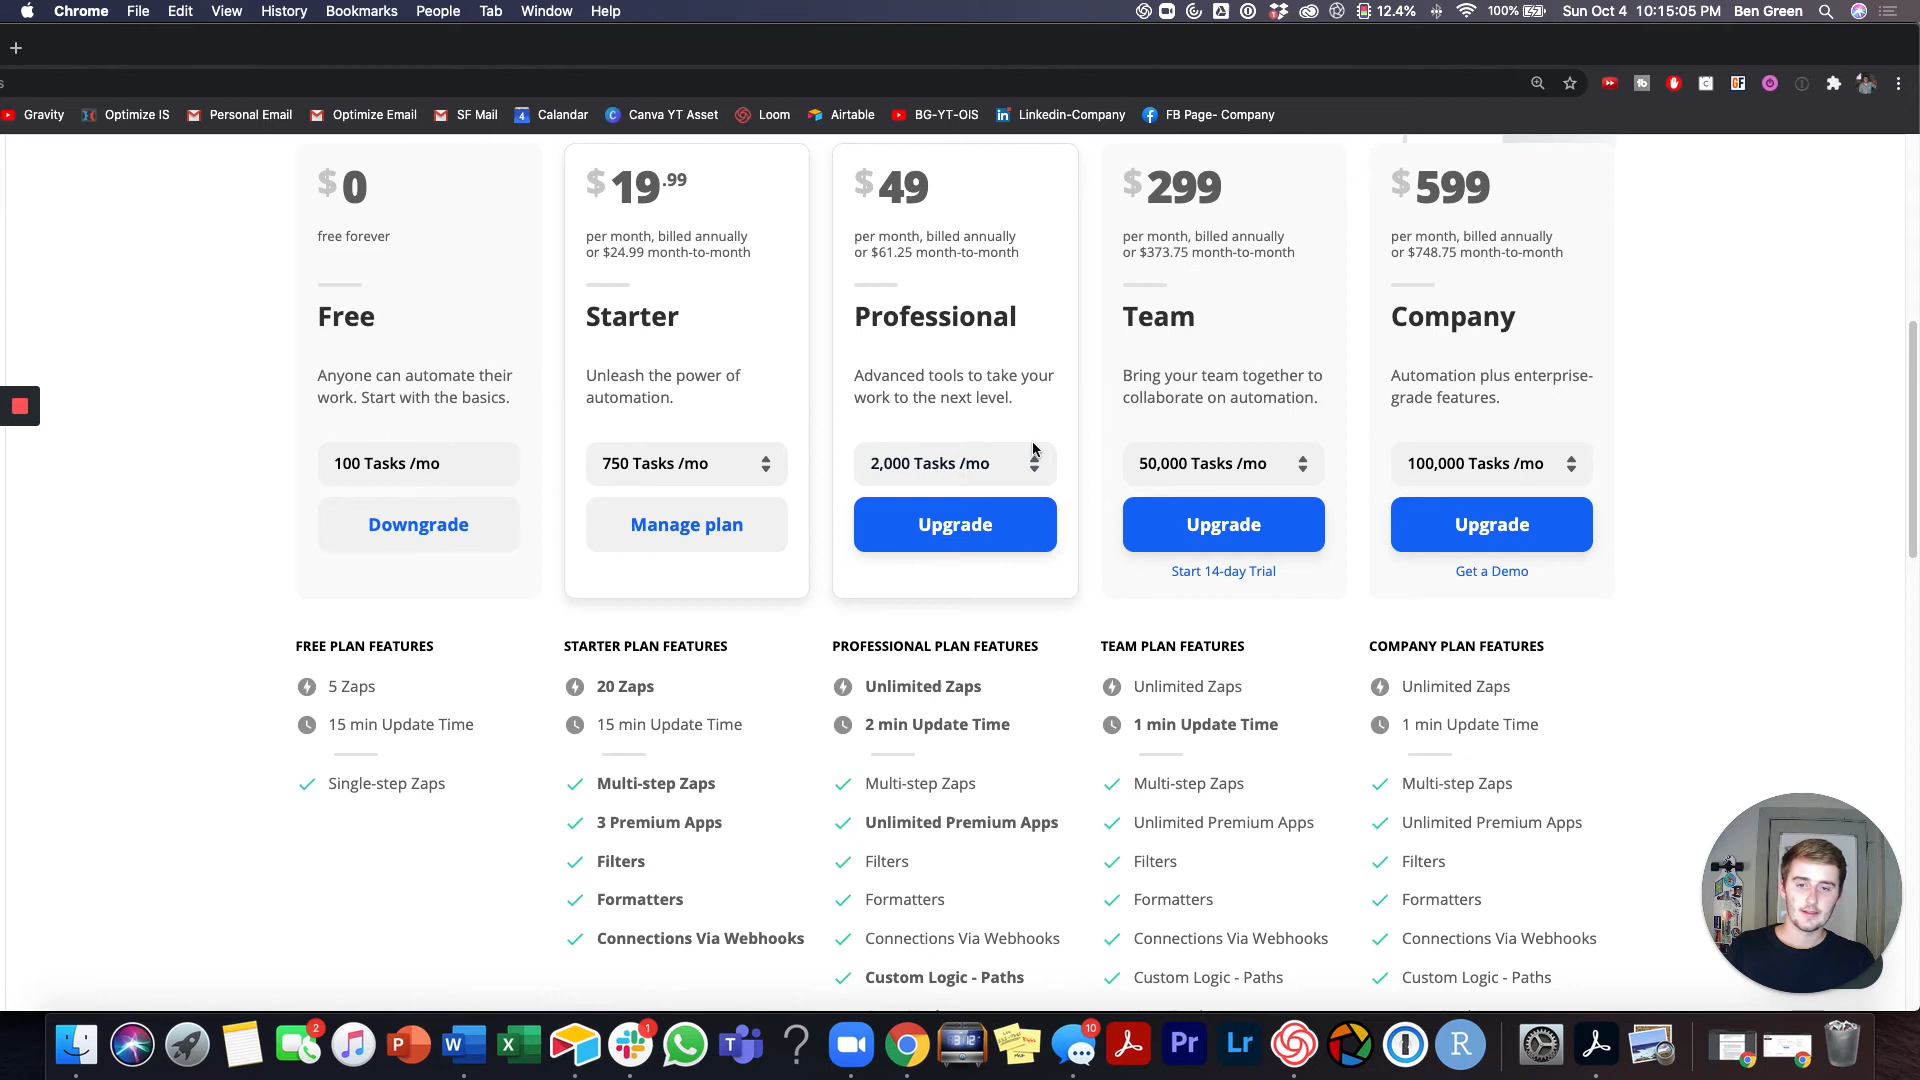 Chrome File Edit View History Bookmarks People Tab Window Help 12.4% 100% Sun Oct 4 10:15:05 PM Ben Green
Gravity Optimize IS Personal Email Optimize Email SF Mail Calandar Canva YT Asset Loom Airtable BG-YT-OIS Linkedin-Company FB Page- Company
$0
free forever
Free
Anyone can automate their
work. Start with the basics.
100 Tasks /mo
Downgrade
$19.99
per month, billed annually
or $24.99 month-to-month
Starter
Unleash the power of
automation.
750 Tasks /mo
Manage plan
$49
per month, billed annually
or $61.25 month-to-month
Professional
Advanced tools to take your
work to the next level.
2,000 Tasks /mo
Upgrade
$299
per month, billed annually
or $373.75 month-to-month
Team
Bring your team together to
collaborate on automation.
50,000 Tasks /mo
Upgrade
Start 14-day Trial
$599
per month, billed annually
or $748.75 month-to-month
Company
Automation plus enterprise-
grade features.
100,000 Tasks /mo
Upgrade
Get a Demo
FREE PLAN FEATURES
5 Zaps
15 min Update Time
Single-step Zaps
STARTER PLAN FEATURES
20 Zaps
15 min Update Time
Multi-step Zaps
3 Premium Apps
Filters
Formatters
Connections Via Webhooks
PROFESSIONAL PLAN FEATURES
Unlimited Zaps
2 min Update Time
Multi-step Zaps
Unlimited Premium Apps
Filters
Formatters
Connections Via Webhooks
Custom Logic - Paths
TEAM PLAN FEATURES
Unlimited Zaps
1 min Update Time
Multi-step Zaps
Unlimited Premium Apps
Filters
Formatters
Connections Via Webhooks
Custom Logic - Paths
COMPANY PLAN FEATURES
Unlimited Zaps
1 min Update Time
Multi-step Zaps
Unlimited Premium Apps
Filters
Formatters
Connections Via Webhooks
Custom Logic - Paths
2 P W X 1 3:12 10 Pr Lr R